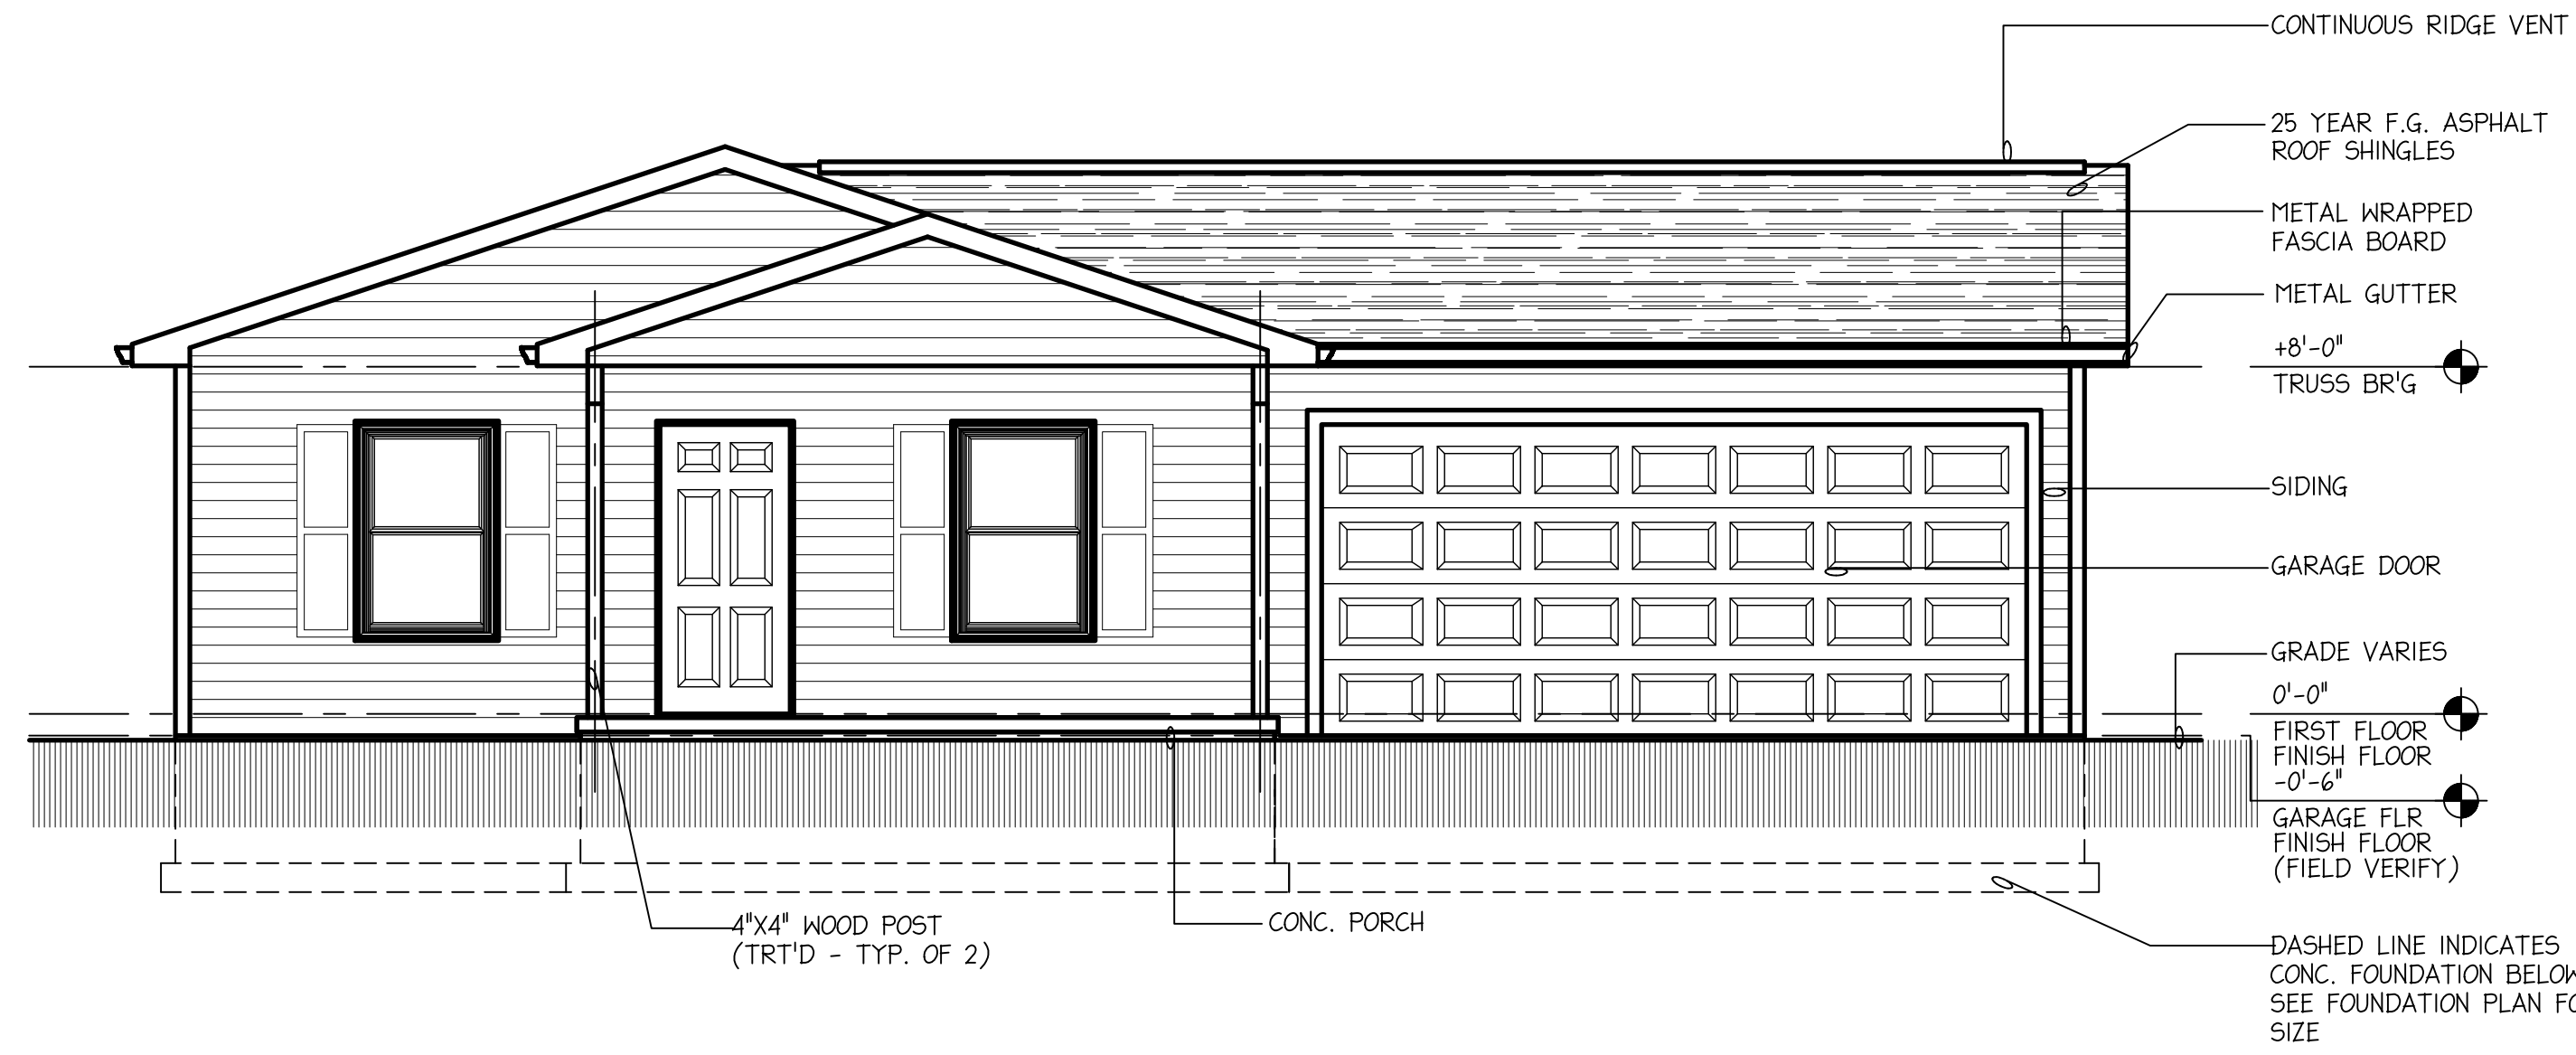 CONTINUOUS RIDGE VENT
25 YEAR F.G. ASPHALT
ROOF SHINGLES
METAL WRAPPED
FASCIA BOARD
METAL GUTTER
+8'-0"
TRUSS BR'G
SIDING
GARAGE DOOR
GRADE VARIES
0'-0"
FIRST FLOOR
FINISH FLOOR
-0'-6"
GARAGE FLR
FINISH FLOOR
(FIELD VERIFY)
4"X4" WOOD POST
(TRT'D - TYP. OF 2)
CONC. PORCH
DASHED LINE INDICATES
CONC. FOUNDATION BELOW
SEE FOUNDATION PLAN FO
SIZE